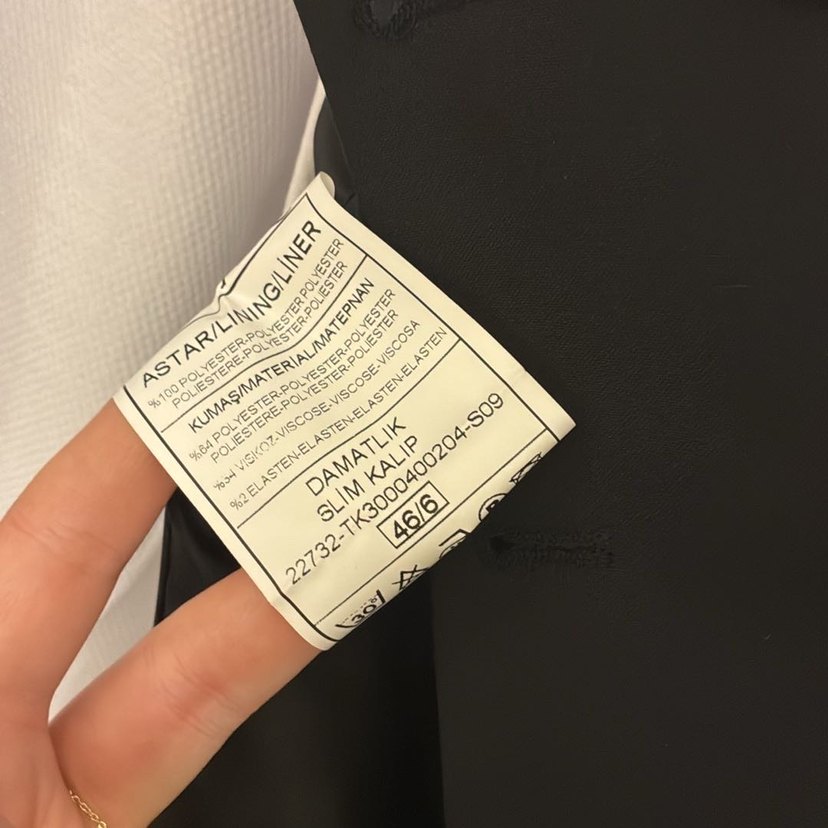 ASTAR/LINING/LINER
%100 POLYESTER-POLYESTER POLYESTER
POLIESTERE-POLYESTER-POLIESTER
KUMAŞ/MATERIAL/MATEPNAN
%64 POLYESTER-POLYESTER-POLYESTER
POLIESTERE-POLYESTER-POLIESTER
%34 VISKOZ-VISCOSE-VISCOSE-VISCOSA
%2 ELASTEN-ELASTEN-ELASTEN-ELASTEN
DAMATLIK
SLİM KALIP
22732-TK3000400204-S09
46/6
30°